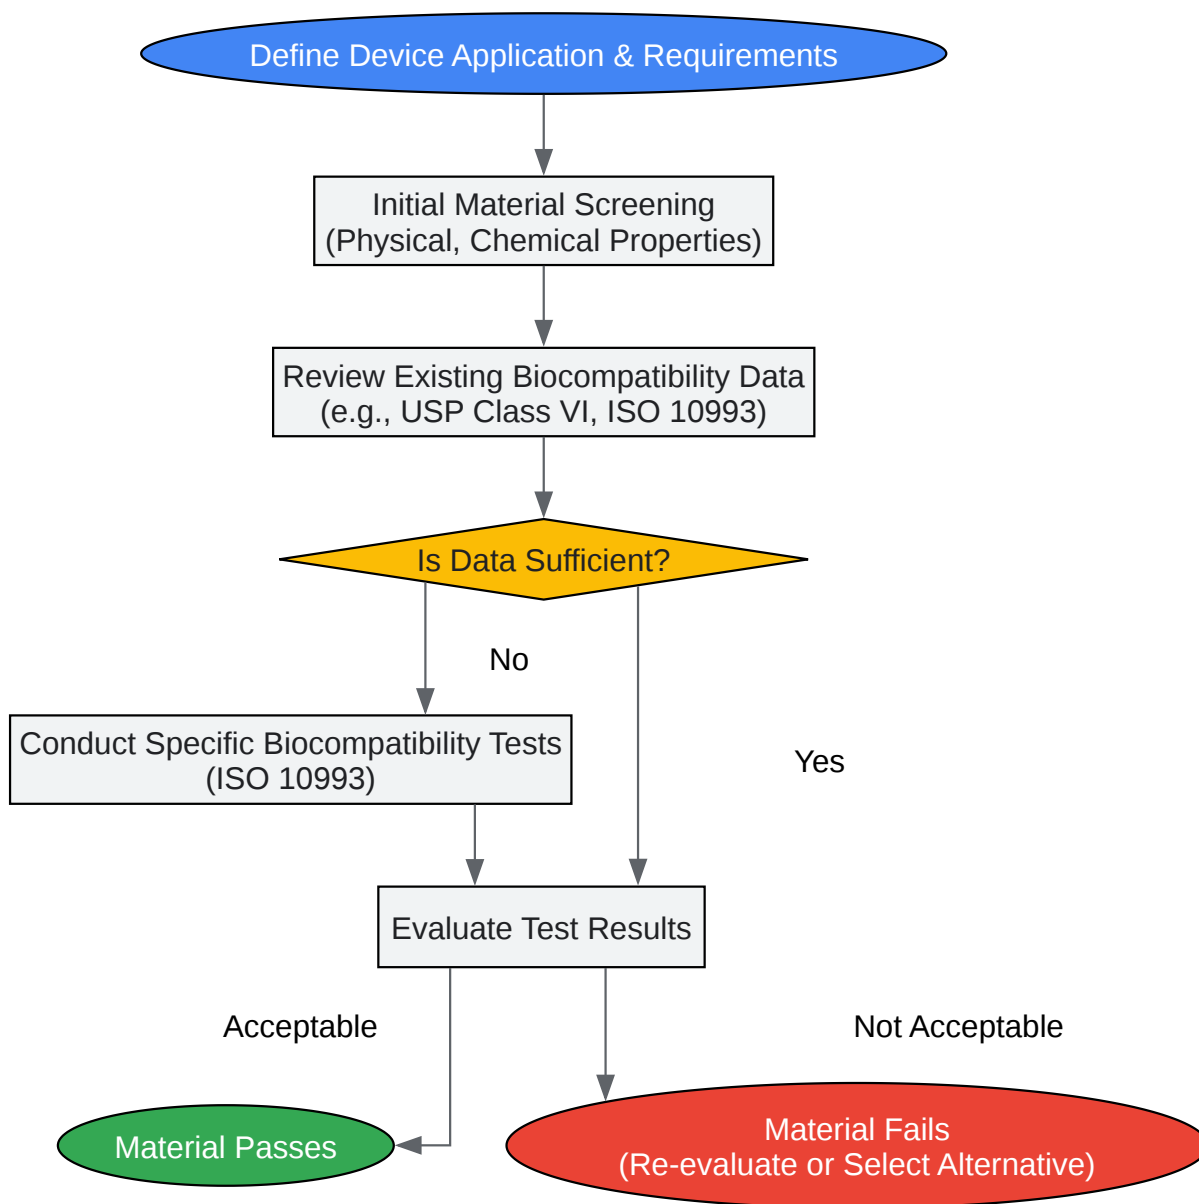 Define Device Application & Requirements
Initial Material Screening
(Physical, Chemical Properties)
Review Existing Biocompatibility Data
(e.g., USP Class VI, ISO 10993)
Is Data Sufficient?
No
Conduct Specific Biocompatibility Tests
(ISO 10993)
Yes
Evaluate Test Results
Acceptable
Not Acceptable
Material Passes
Material Fails
(Re-evaluate or Select Alternative)